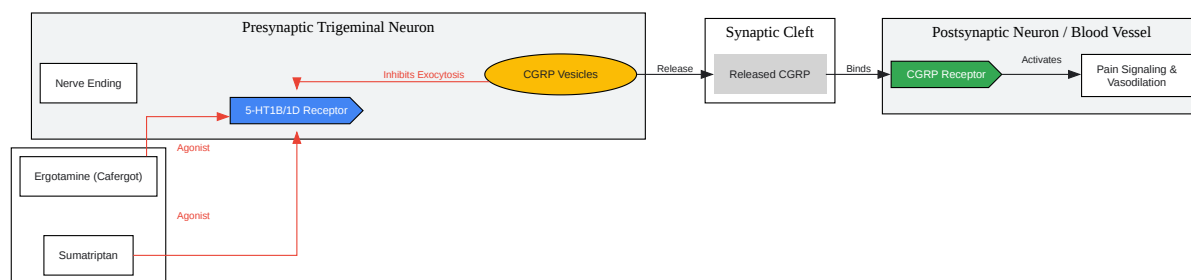 Presynaptic Trigeminal Neuron
Synaptic Cleft
Postsynaptic Neuron / Blood Vessel
Nerve Ending
Inhibits Exocytosis
CGRP Vesicles
Release
Released CGRP
Binds
CGRP Receptor
Activates
Pain Signaling &
Vasodilation
5-HT1B/1D Receptor
Agonist
Ergotamine (Cafergot)
Agonist
Sumatriptan